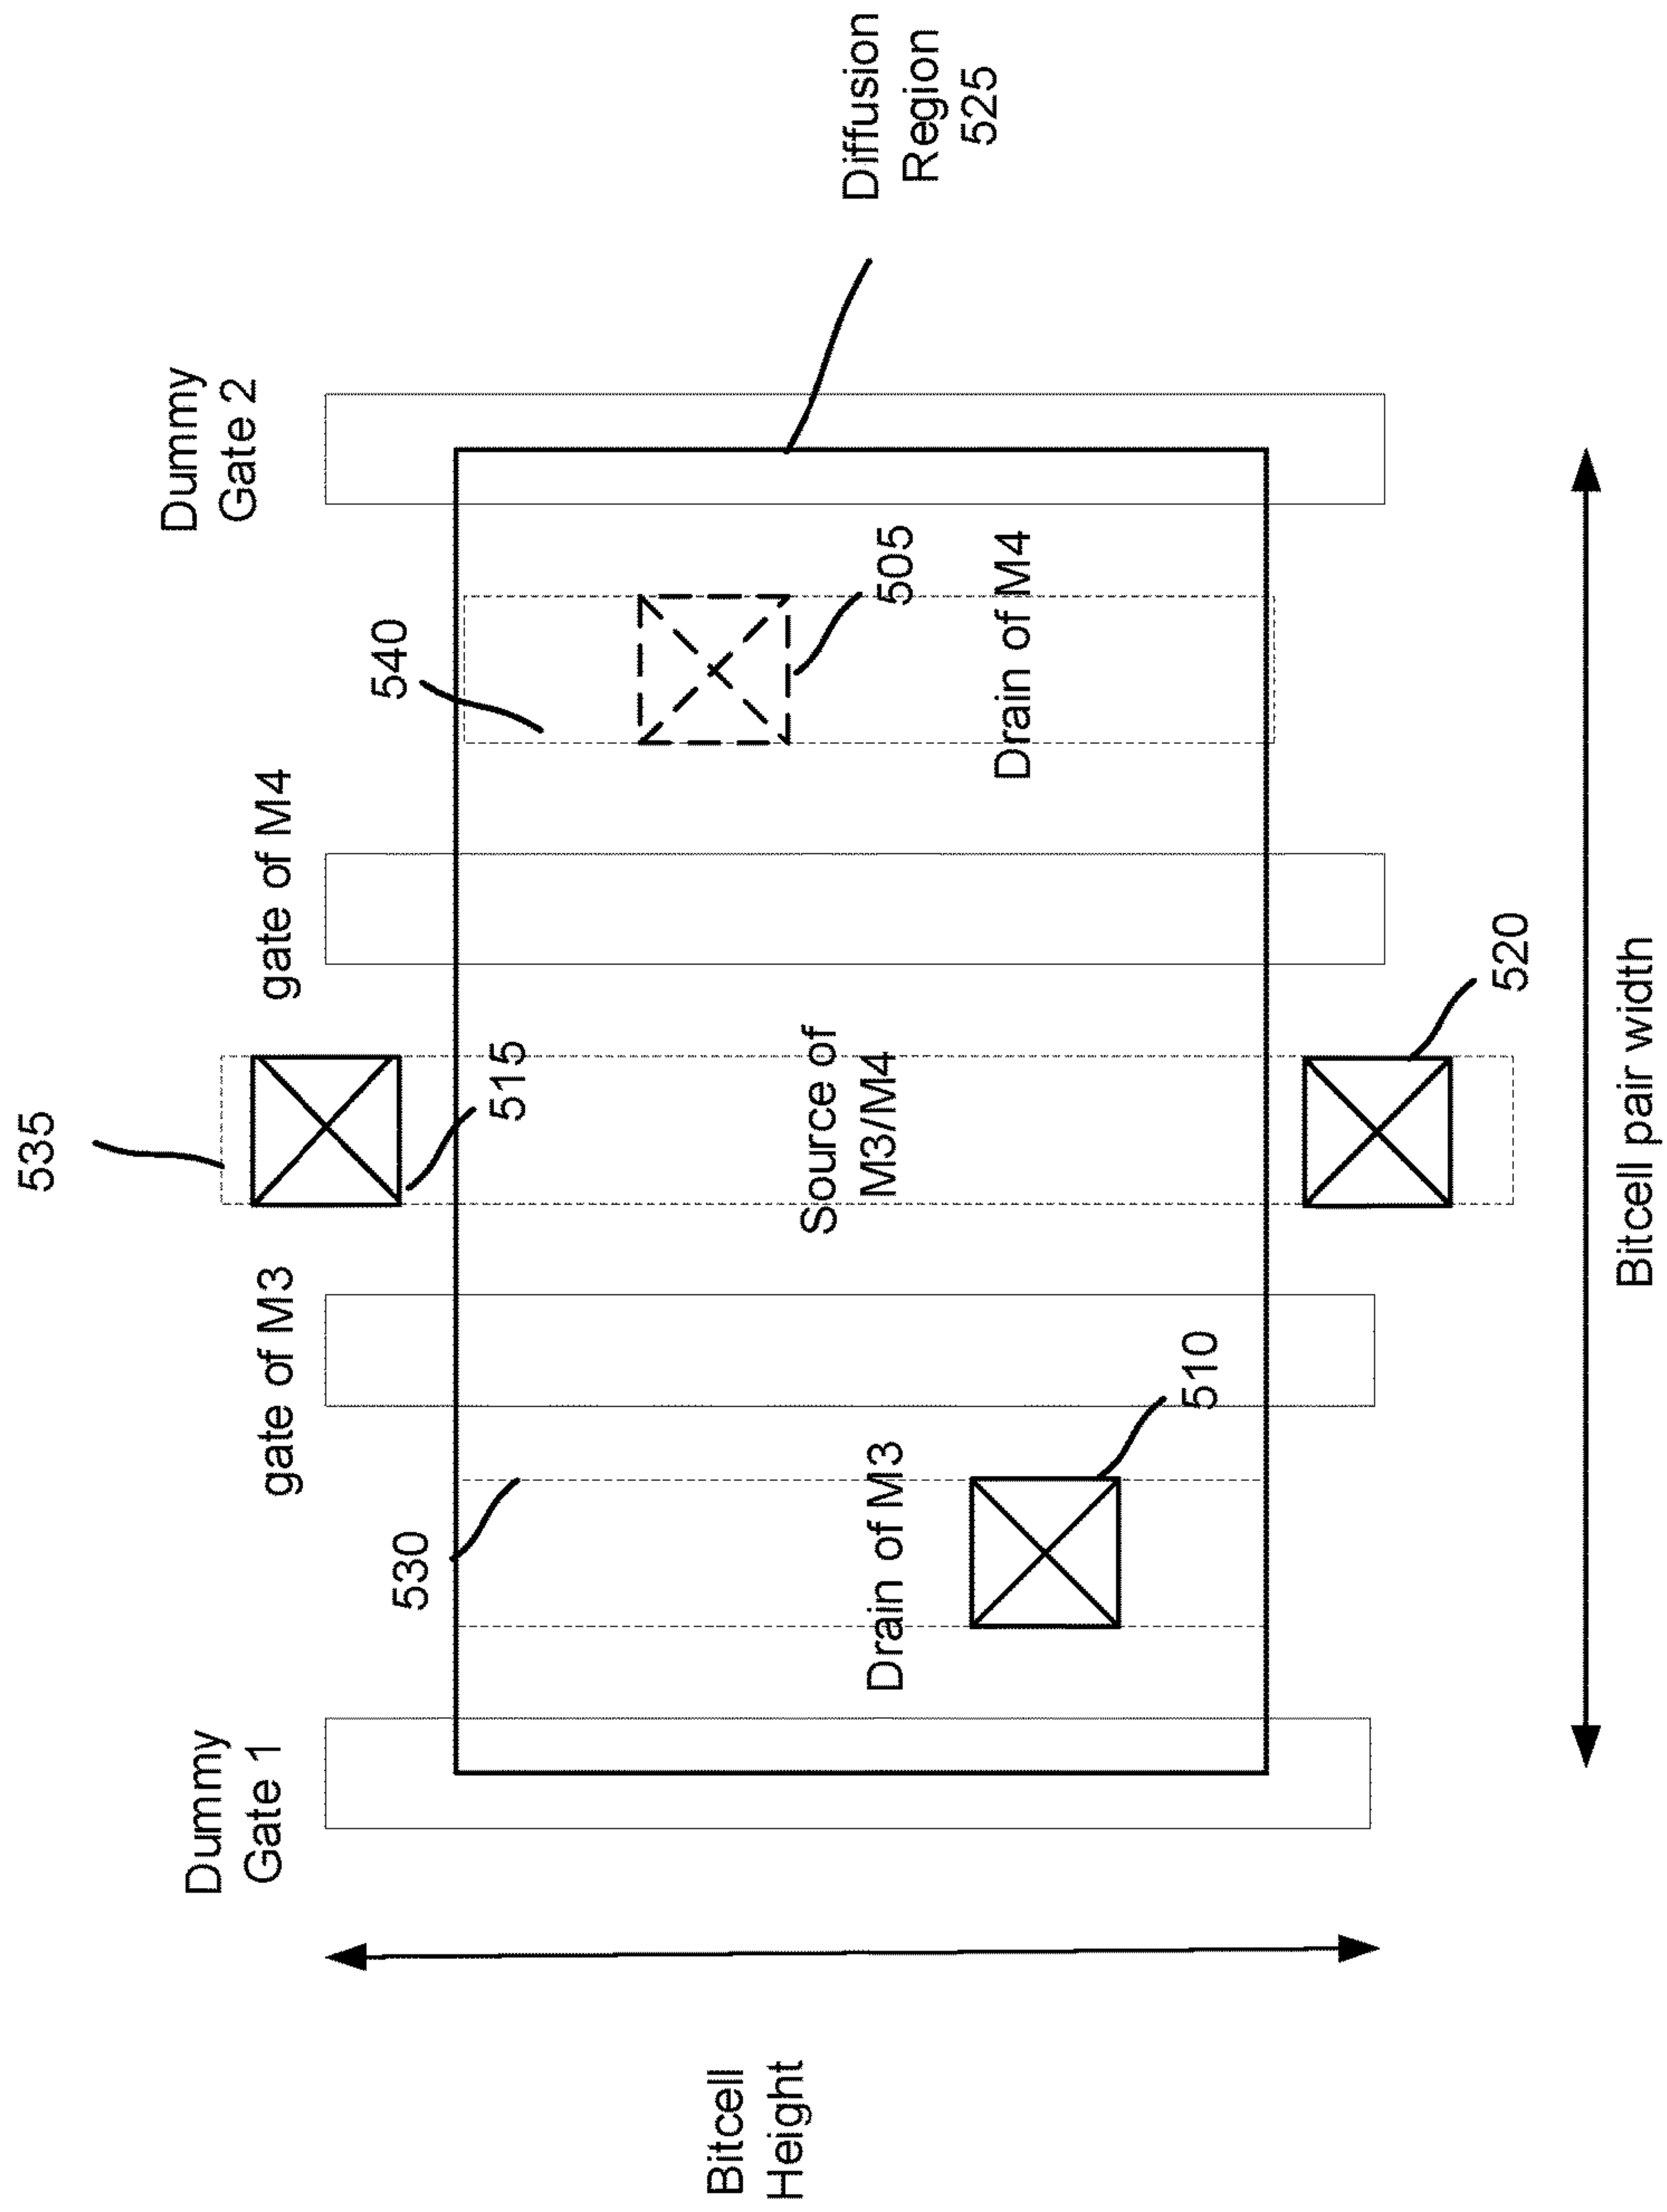 Dummy
Gate 1
gate of M3
535
gate of M4
Dummy
Gate 2
530
515
540
Diffusion
Region
525
505
Drain of M3
Source of
M3/M4
Drain of M4
510
520
Bitcell
Height
Bitcell pair width